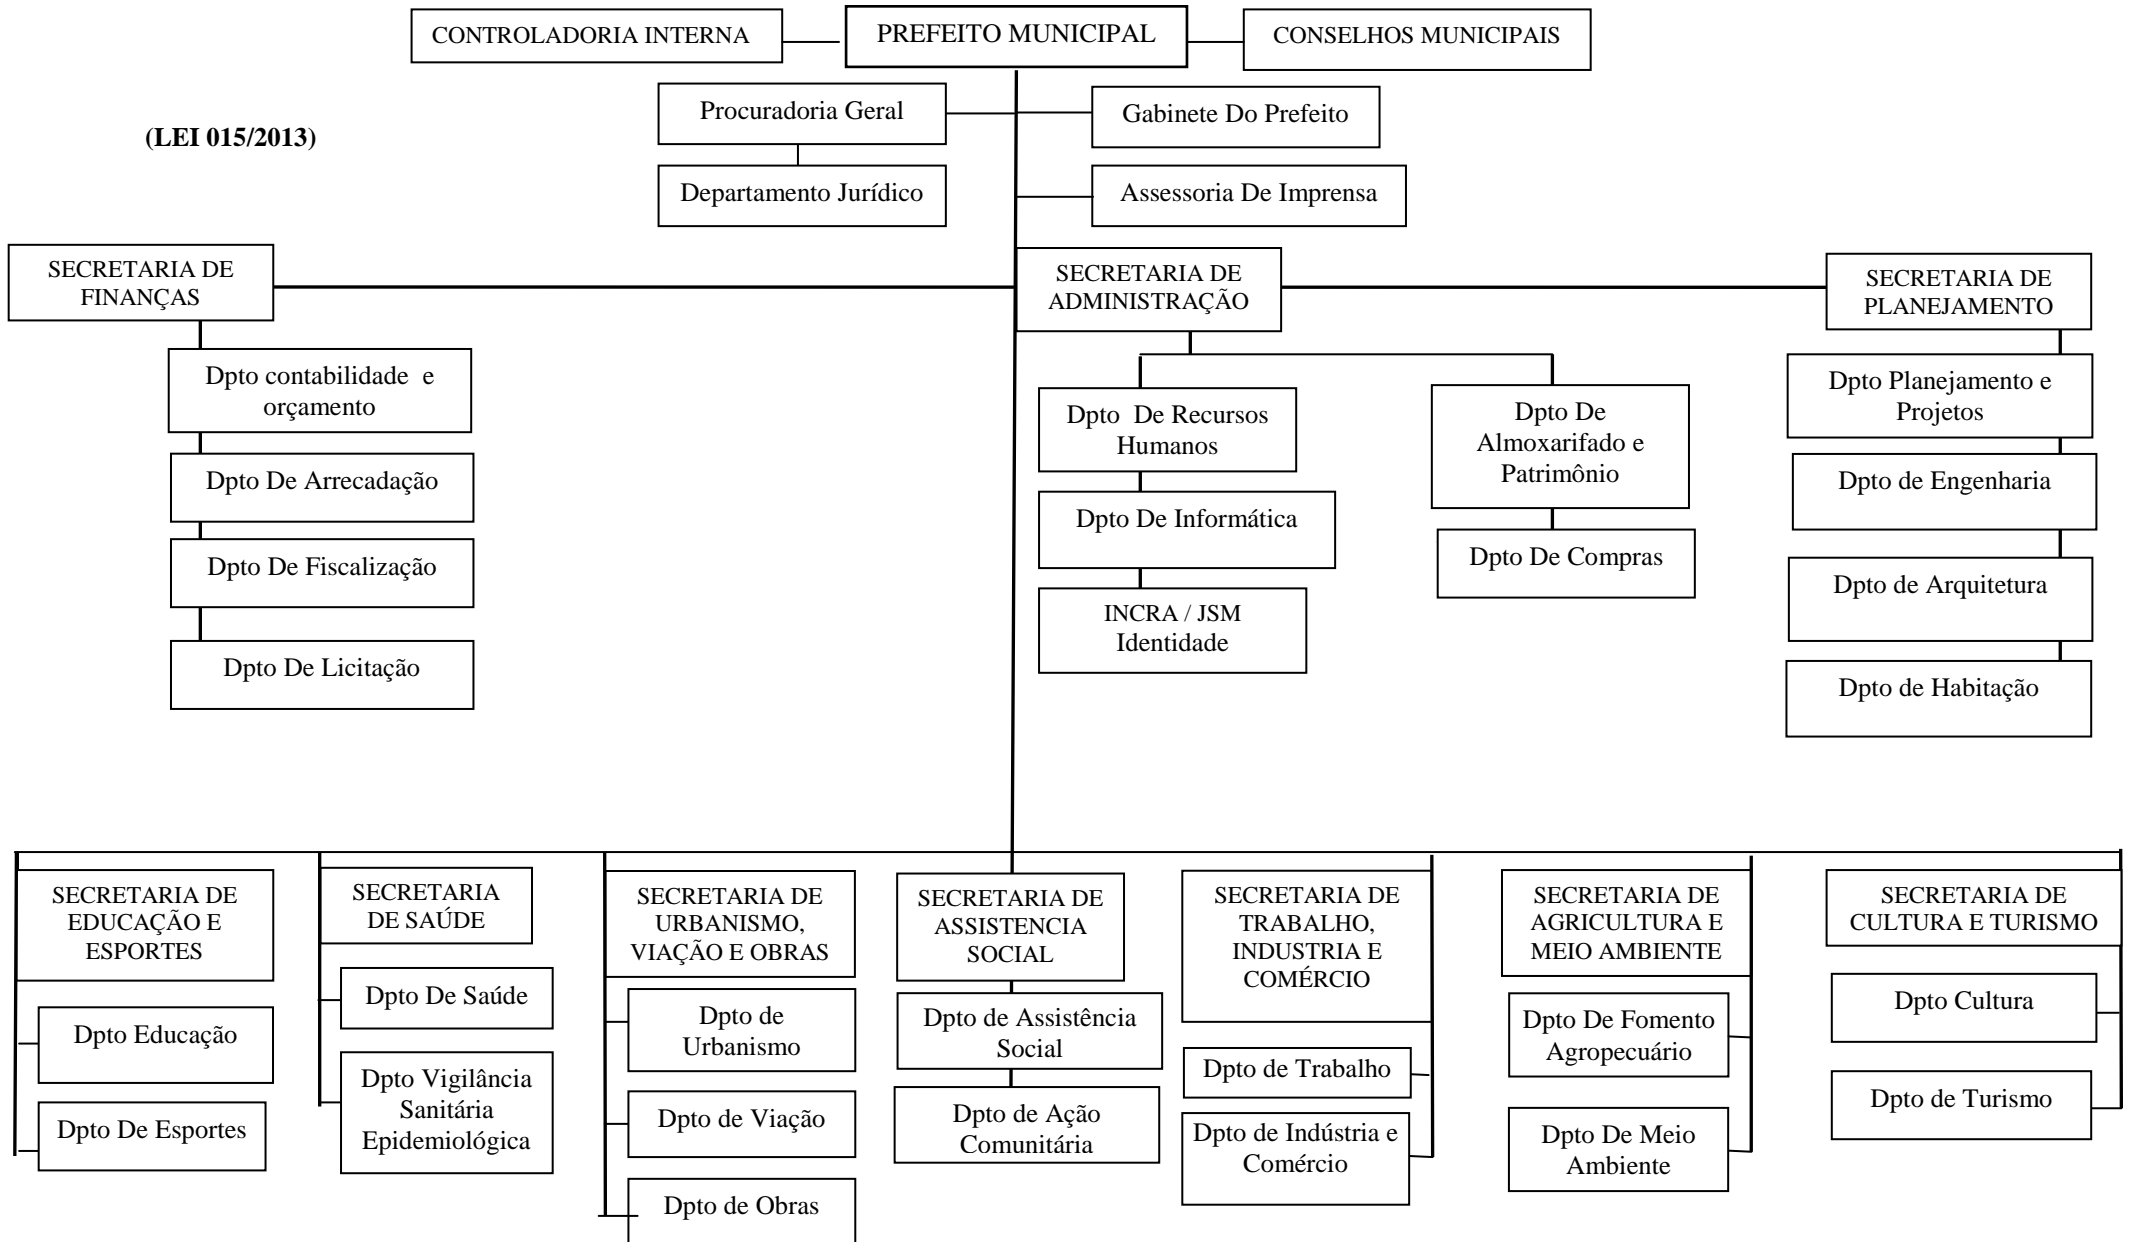 CONTROLADORIA INTERNA
PREFEITO MUNICIPAL
CONSELHOS MUNICIPAIS
Procuradoria Geral
Gabinete Do Prefeito
(LEI 015/2013)
Departamento Jurídico
Assessoria De Imprensa
SECRETARIA DE
FINANÇAS
SECRETARIA DE
ADMINISTRAÇÃO
SECRETARIA DE
PLANEJAMENTO
Dpto contabilidade e
orçamento
Dpto De Arrecadação
Dpto De Fiscalização
Dpto De Licitação
Dpto De Recursos
Humanos
Dpto De Informática
INCRA / JSM
Identidade
Dpto De
Almoxarifado e
Patrimônio
Dpto De Compras
Dpto Planejamento e
Projetos
Dpto de Engenharia
Dpto de Arquitetura
Dpto de Habitação
SECRETARIA DE
EDUCAÇÃO E
ESPORTES
Dpto Educação
Dpto De Esportes
SECRETARIA
DE SAÚDE
Dpto De Saúde
Dpto Vigilância
Sanitária
Epidemiológica
SECRETARIA DE
URBANISMO,
VIAÇÃO E OBRAS
Dpto de
Urbanismo
Dpto de Viação
Dpto de Obras
SECRETARIA DE
ASSISTENCIA
SOCIAL
Dpto de Assistência
Social
Dpto de Ação
Comunitária
SECRETARIA DE
TRABALHO,
INDUSTRIA E
COMÉRCIO
Dpto de Trabalho
Dpto de Indústria e
Comércio
SECRETARIA DE
AGRICULTURA E
MEIO AMBIENTE
Dpto De Fomento
Agropecuário
Dpto De Meio
Ambiente
SECRETARIA DE
CULTURA E TURISMO
Dpto Cultura
Dpto de Turismo